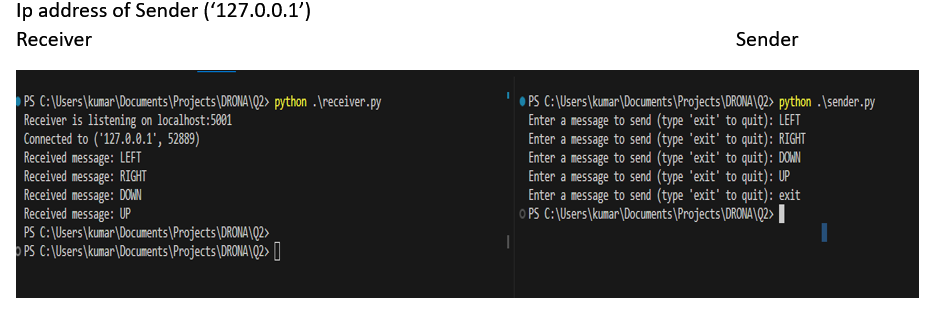 Ip address of Sender (‘127.0.0.1’)
Receiver
Sender
PS C:\Users\kumar\Documents\Projects\DRONA\Q2> python .\receiver.py
Receiver is listening on localhost:5001
Connected to ('127.0.0.1', 52889)
Received message: LEFT
Received message: RIGHT
Received message: DOWN
Received message: UP
PS C:\Users\kumar\Documents\Projects\DRONA\Q2>
PS C:\Users\kumar\Documents\Projects\DRONA\Q2>
PS C:\Users\kumar\Documents\Projects\DRONA\Q2> python .\sender.py
Enter a message to send (type 'exit' to quit): LEFT
Enter a message to send (type 'exit' to quit): RIGHT
Enter a message to send (type 'exit' to quit): DOWN
Enter a message to send (type 'exit' to quit): UP
Enter a message to send (type 'exit' to quit): exit
PS C:\Users\kumar\Documents\Projects\DRONA\Q2>